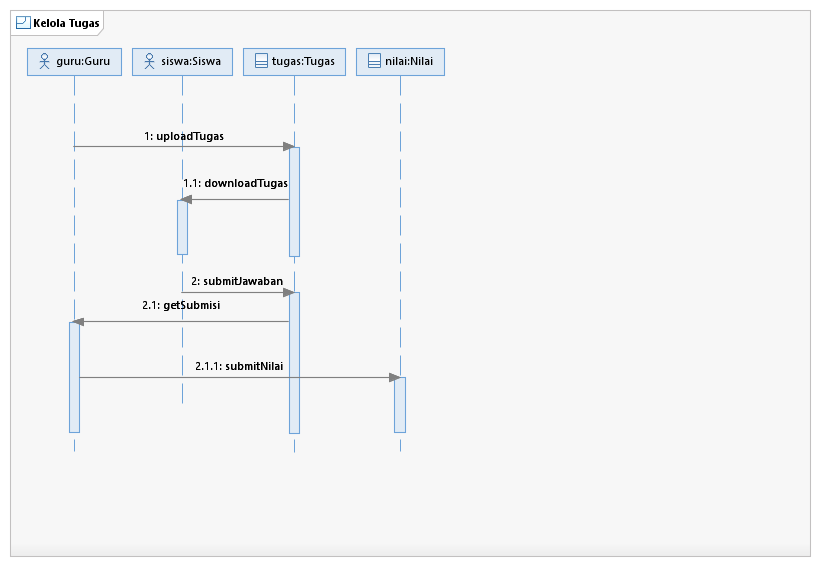 Kelola Tugas
guru:Guru
siswa:Siswa
tugas:Tugas
nilai:Nilai
1: uploadTugas
1.1: downloadTugas
2: submitJawaban
2.1: getSubmisi
2.1.1: submitNilai